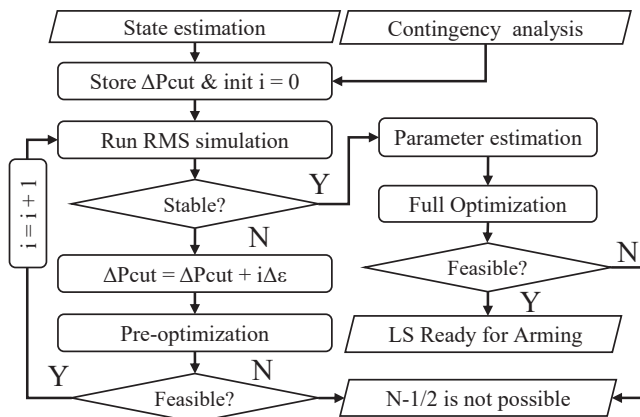 State estimation
Contingency analysis
Store ΔPcut & init i = 0
Run RMS simulation
Parameter estimation
i = i + 1
Stable?
Y
Full Optimization
N
ΔPcut = ΔPcut + iΔε
Feasible?
N
Y
Pre-optimization
LS Ready for Arming
Y
Feasible?
N
N-1/2 is not possible